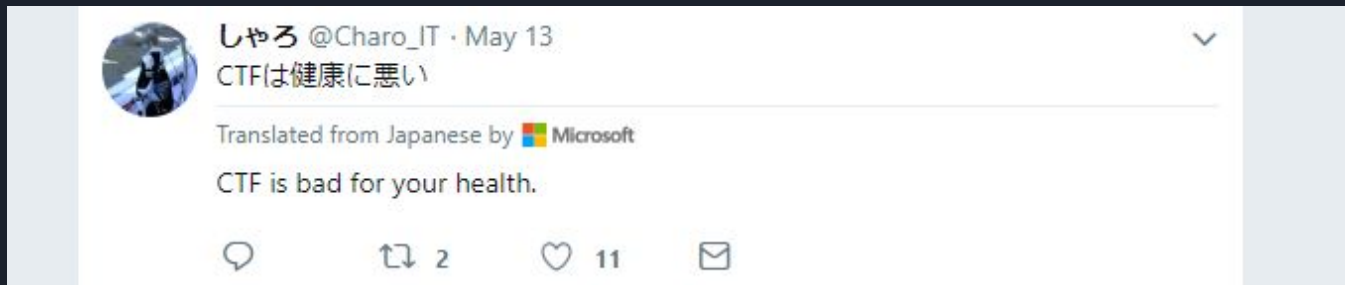 しゃろ @Charo_IT · May 13
CTFは健康に悪い
Translated from Japanese by Microsoft
CTF is bad for your health.
2 11